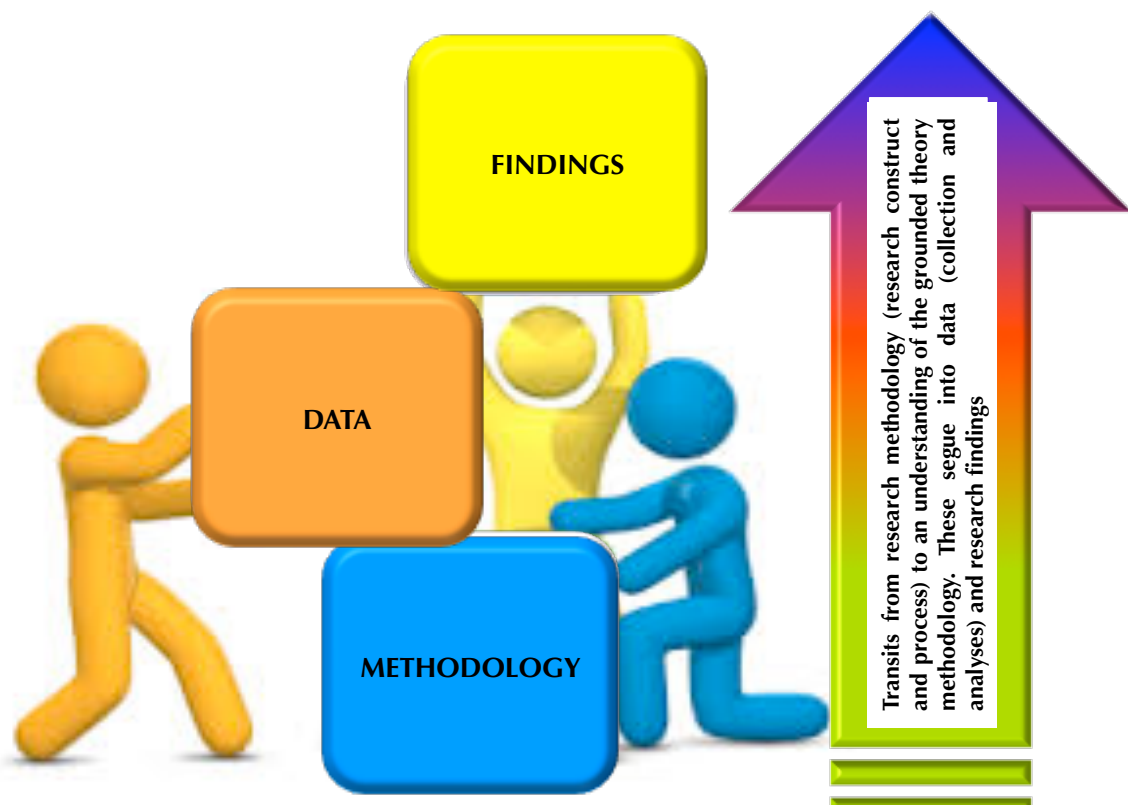 FINDINGS
DATA
METHODOLOGY
Transits from research methodology (research construct
and process) to an understanding of the grounded theory
methodology. These segue into data (collection and
analyses) and research findings